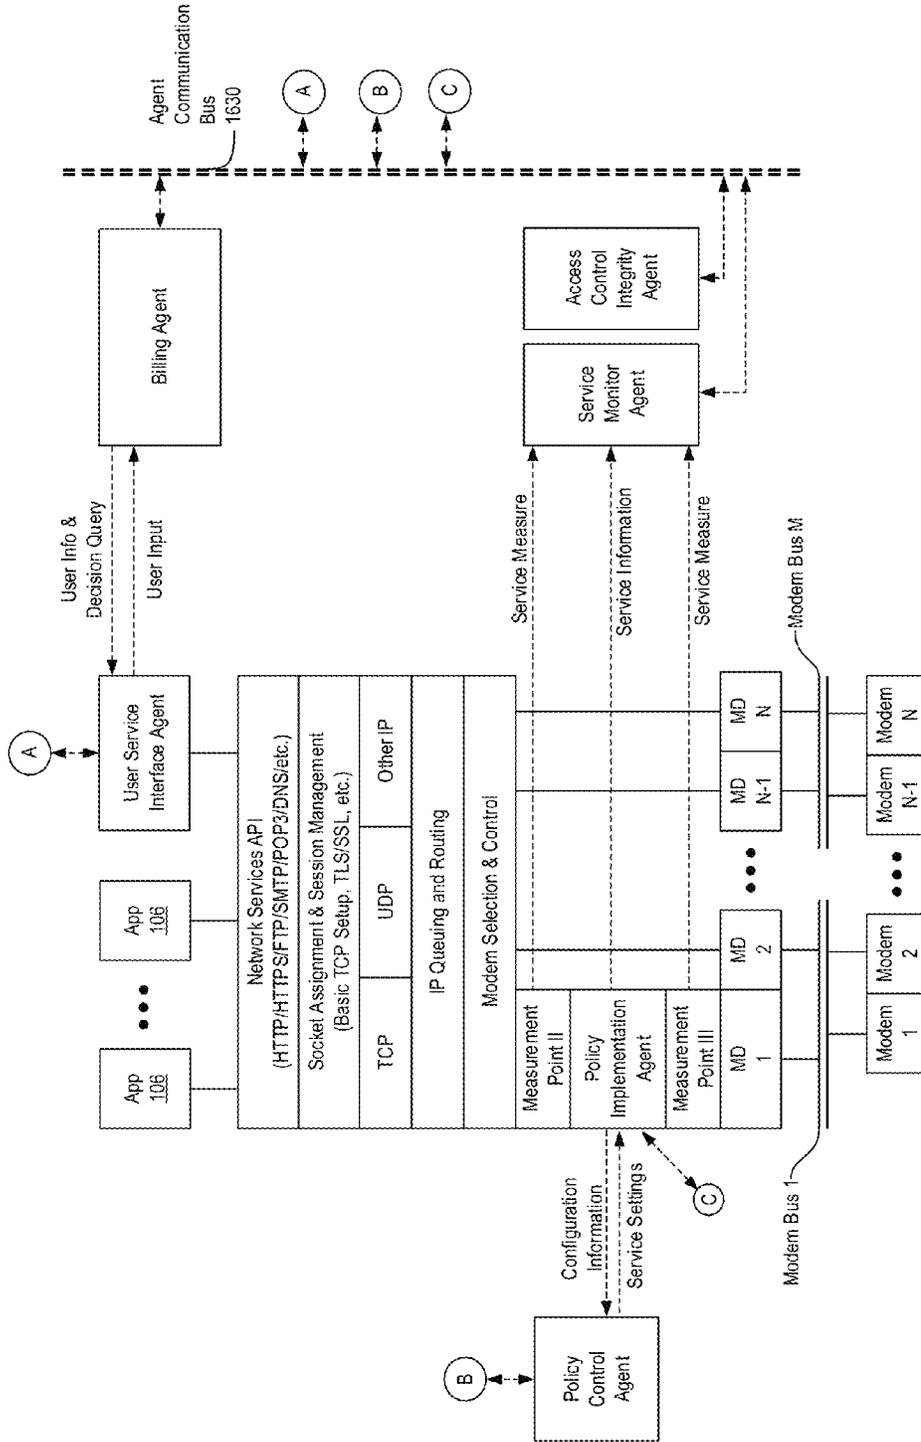 Agent
Communication
Bus
1630
A
B
C
Billing Agent
User Info &
Decision Query
User Input
A
User Service
Interface Agent
App
106
App
106
Network Services API
(HTTP/HTTPS/FTP/SMTP/POP3/DNS/etc.)
Socket Assignment & Session Management
(Basic TCP Setup, TLS/SSL, etc.)
TCP
UDP
Other IP
IP Queuing and Routing
Modem Selection & Control
Measurement
Point II
Policy
Implementation
Agent
Measurement
Point III
MD
1
MD
2
MD
N-1
MD
N
Service Measure
Service Information
Service Measure
Service
Monitor
Agent
Access
Control
Integrity
Agent
B
Policy
Control
Agent
Configuration
Information
Service Settings
C
Modem Bus 1
Modem Bus M
Modem
1
Modem
2
Modem
N-1
Modem
N